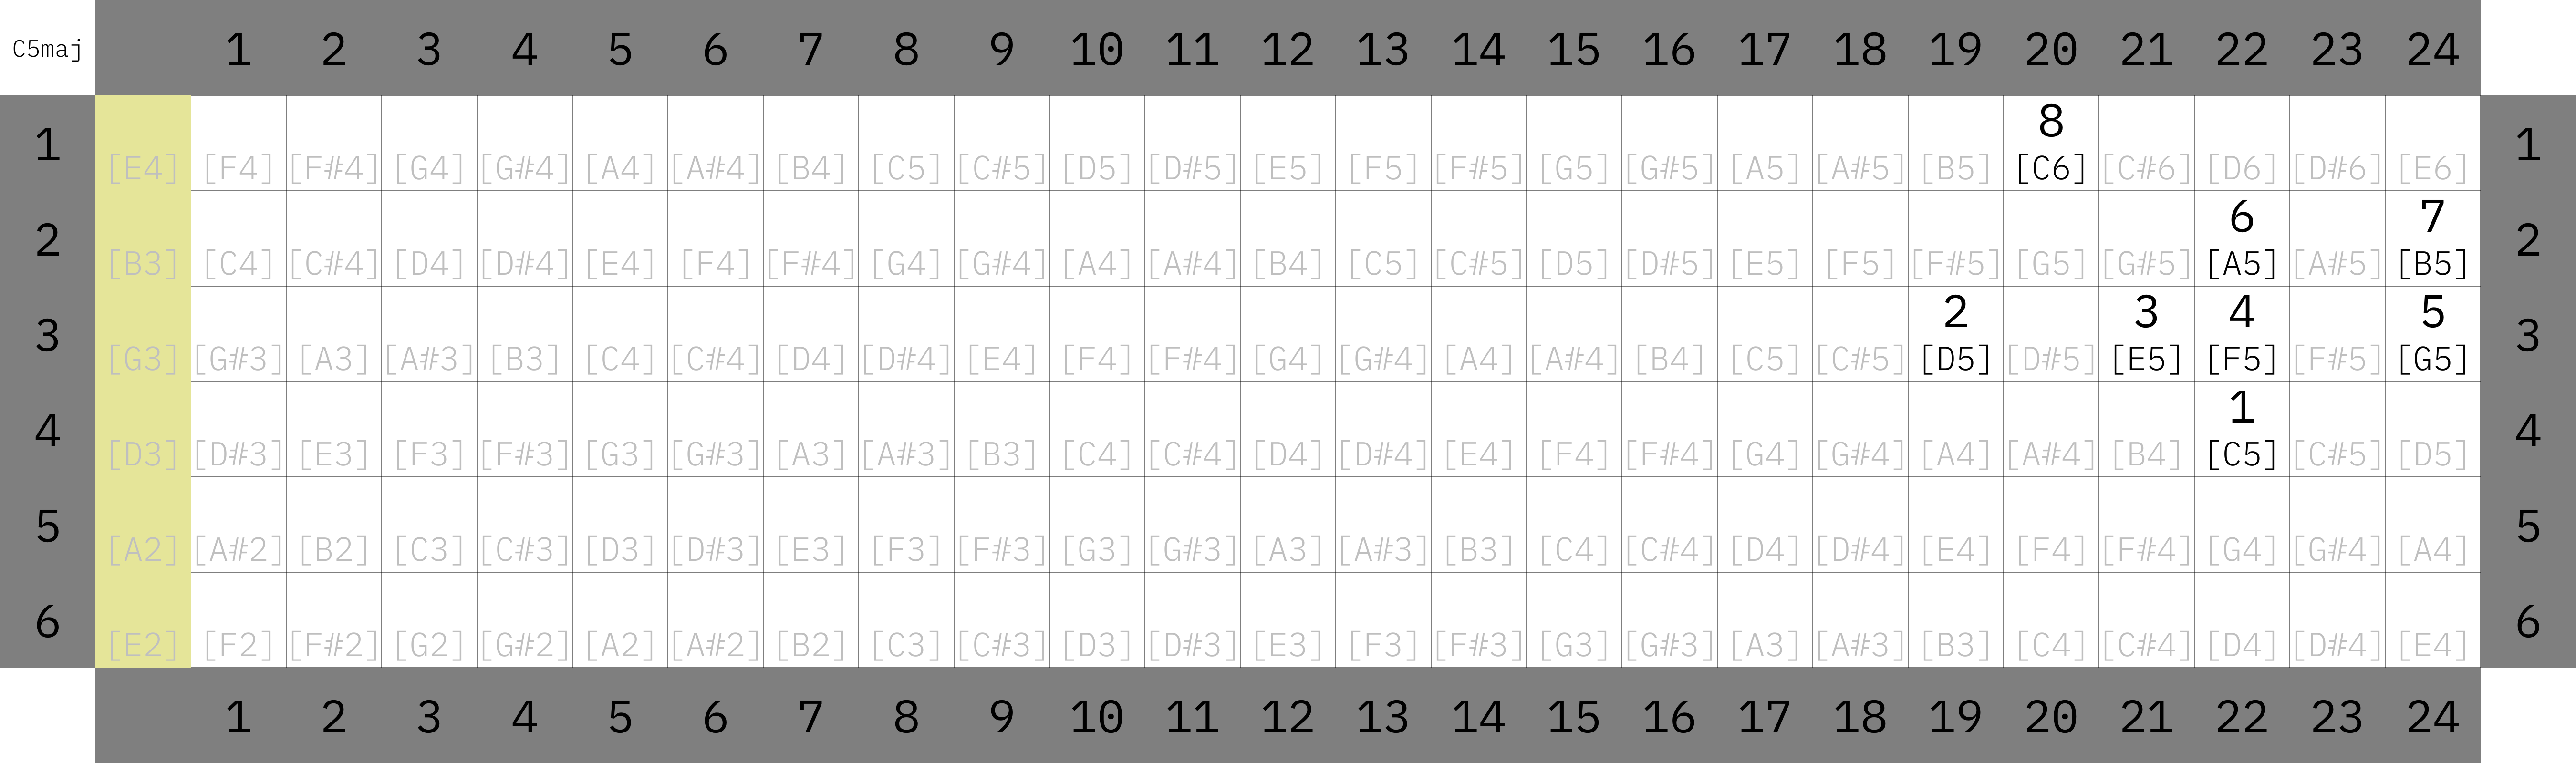 C5maj 1 2 3 4 5 6 7 8 9 10 11 12 13 14 15 16 17 18 19 20 21 22 23 24
8
1 [E4] [F4] [F#4] [G4] [G#4] [A4] [A#4] [B4] [C5] [C#5] [D5] [D#5] [E5] [F5] [F#5] [G5] [G#5] [A5] [A#5] [B5] [C6] [C#6] [D6] [D#6] [E6] 1
6 7
2 [B3] [C4] [C#4] [D4] [D#4] [E4] [F4] [F#4] [G4] [G#4] [A4] [A#4] [B4] [C5] [C#5] [D5] [D#5] [E5] [F5] [F#5] [G5] [G#5] [A5] [A#5] [B5] 2
2 3 4 5
3 [G3] [G#3] [A3] [A#3] [B3] [C4] [C#4] [D4] [D#4] [E4] [F4] [F#4] [G4] [G#4] [A4] [A#4] [B4] [C5] [C#5] [D5] [D#5] [E5] [F5] [F#5] [G5] 3
1
4 [D3] [D#3] [E3] [F3] [F#3] [G3] [G#3] [A3] [A#3] [B3] [C4] [C#4] [D4] [D#4] [E4] [F4] [F#4] [G4] [G#4] [A4] [A#4] [B4] [C5] [C#5] [D5] 4
5 [A2] [A#2] [B2] [C3] [C#3] [D3] [D#3] [E3] [F3] [F#3] [G3] [G#3] [A3] [A#3] [B3] [C4] [C#4] [D4] [D#4] [E4] [F4] [F#4] [G4] [G#4] [A4] 5
6 [E2] [F2] [F#2] [G2] [G#2] [A2] [A#2] [B2] [C3] [C#3] [D3] [D#3] [E3] [F3] [F#3] [G3] [G#3] [A3] [A#3] [B3] [C4] [C#4] [D4] [D#4] [E4] 6
1 2 3 4 5 6 7 8 9 10 11 12 13 14 15 16 17 18 19 20 21 22 23 24